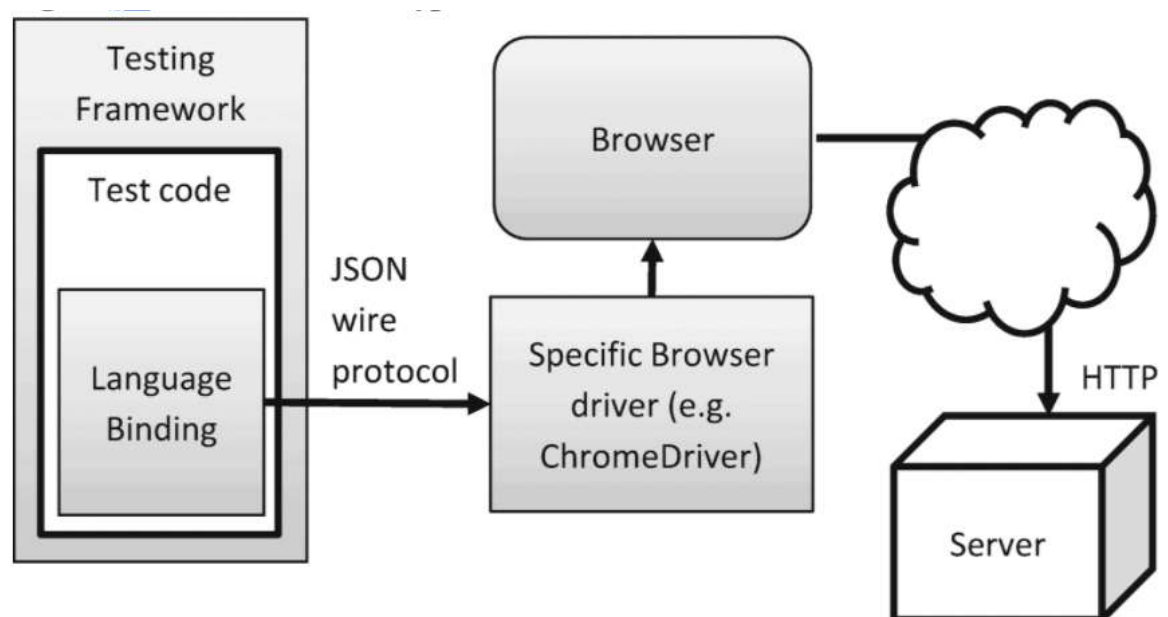 Testing
Framework
Test code
Language
Binding
JSON
wire
protocol
Specific Browser
driver (e.g.
ChromeDriver)
Browser
HTTP
Server